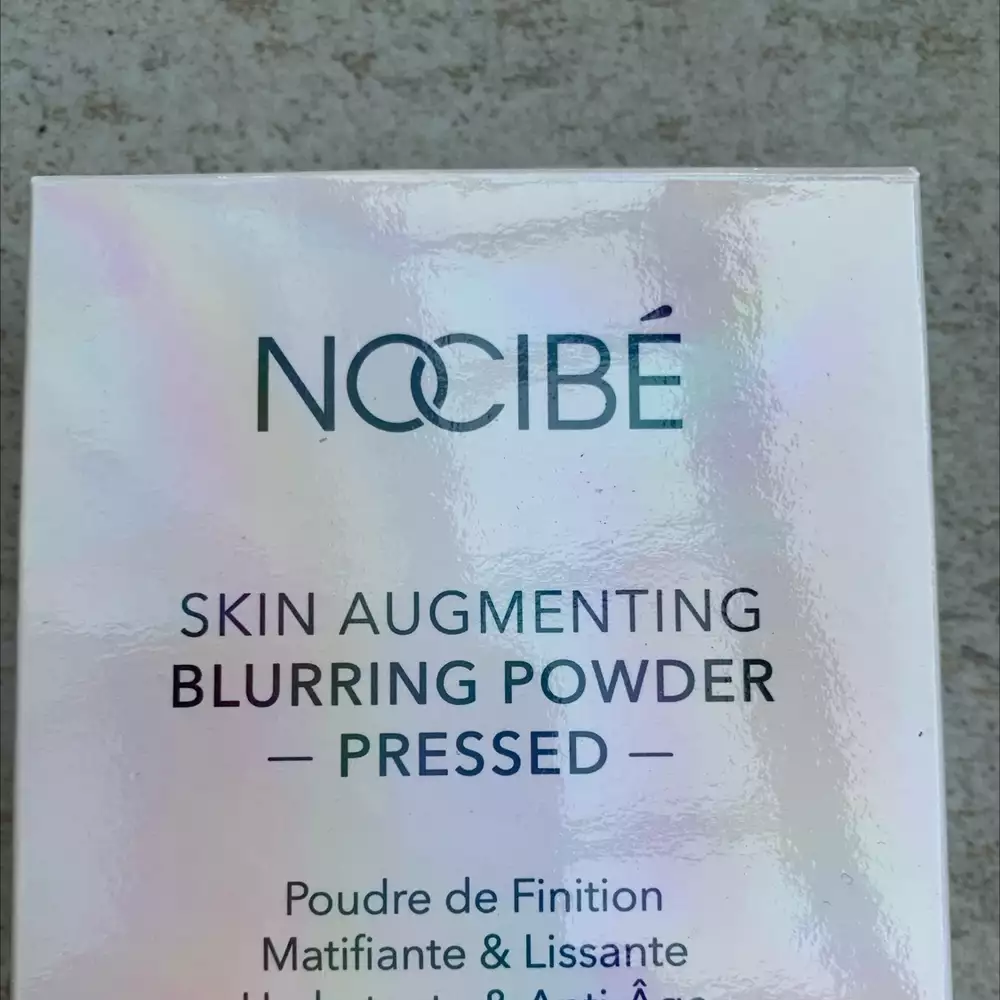 NOCIBÉ
SKIN AUGMENTING
BLURRING POWDER
— PRESSED —
Poudre de Finition
Matifiante & Lissante